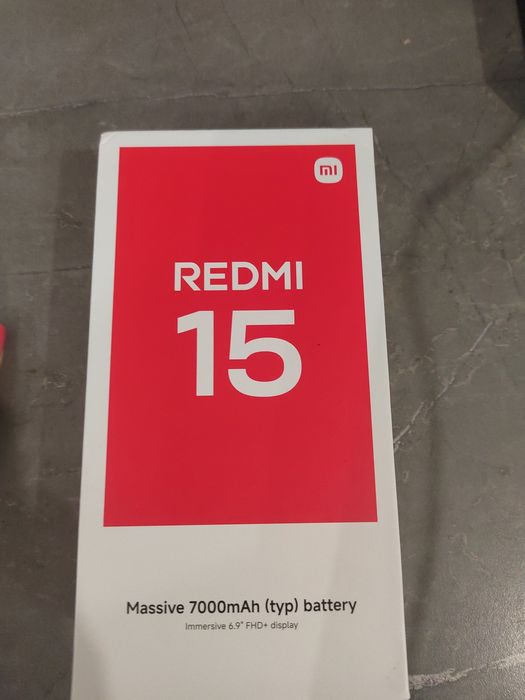 mi
REDMI
15
Massive 7000mAh (typ) battery
Immersive 6.9" FHD+ display